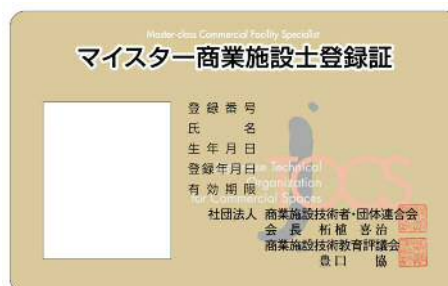 Master-class Commercial Facility Specialist
マイスター商業施設士登録証
登録番号
氏名
生年月日
登録年月日
有効期限
Technical
Organization
for Commercial Spaces
社団法人 商業施設技術者・団体連合会
会長 柘植喜治
商業施設技術教育評議会
豊口 協